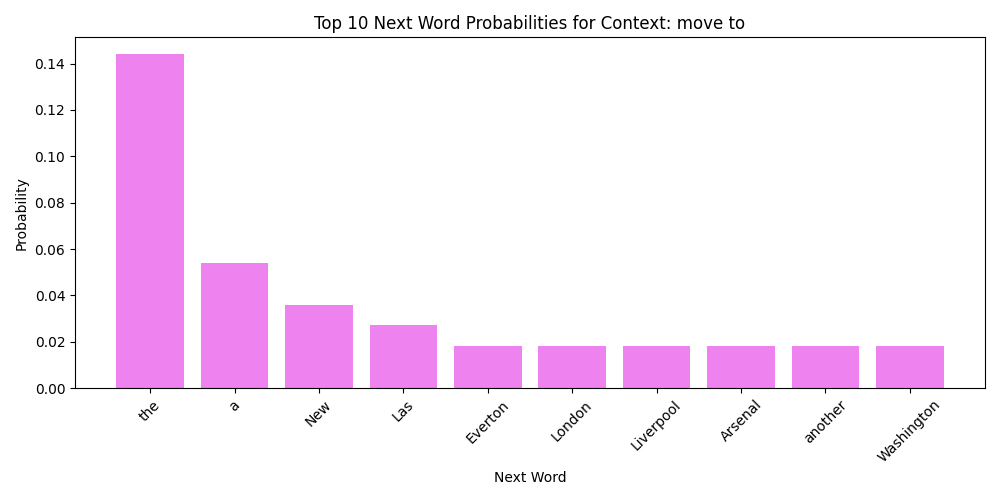 Top 10 Next Word Probabilities for Context: move to
0.14
0.12
0.10
0.08
0.06
0.04
0.02
0.00
Probability
the
a
New
Las
Everton
London
Liverpool
Arsenal
another
Washington
Next Word